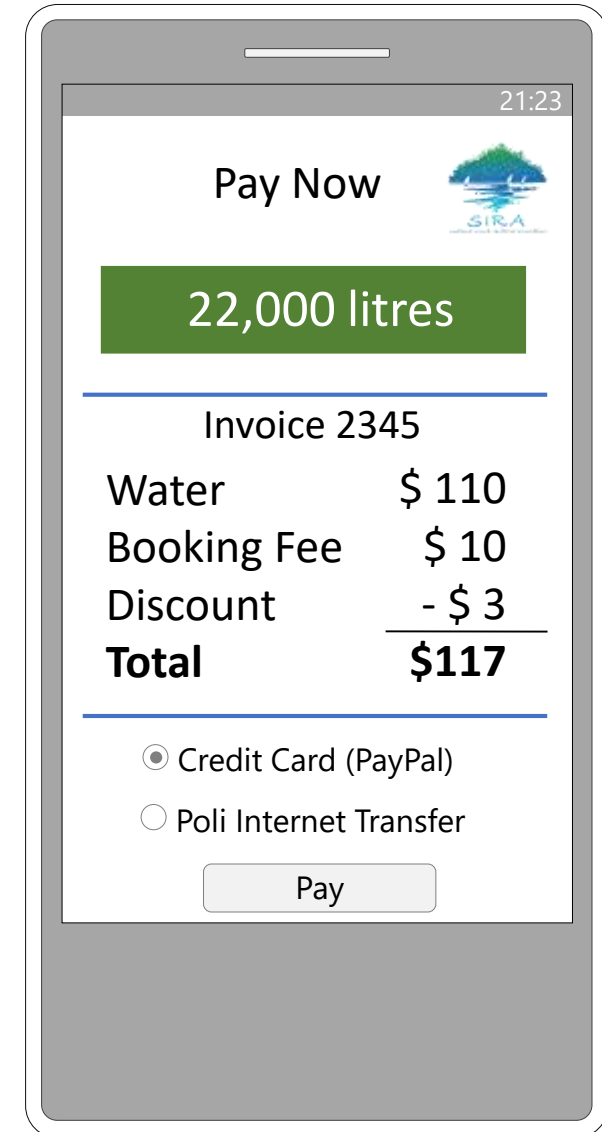 21:23
Pay Now
SIRA
22,000 litres
Invoice 2345
Water $ 110
Booking Fee $ 10
Discount - $ 3
Total $117
Credit Card (PayPal)
Poli Internet Transfer
Pay